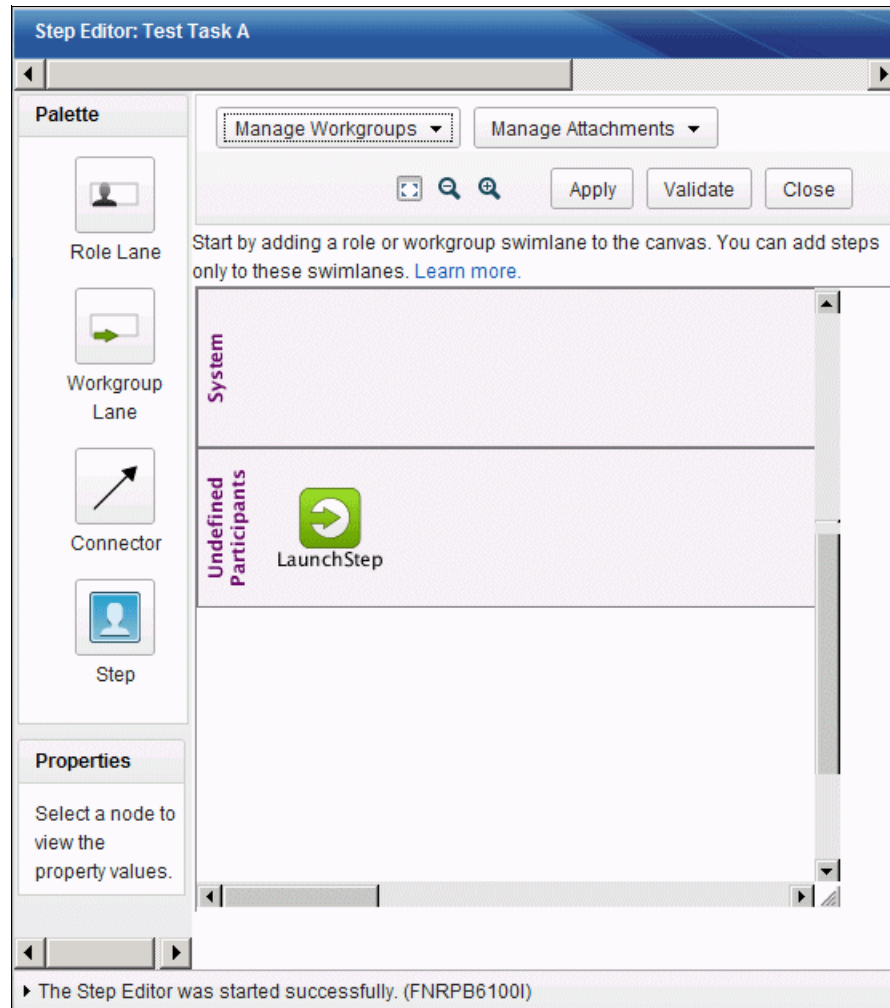 Step Editor: Test Task A
Palette
Role Lane
Workgroup
Lane
Connector
Step
Properties
Select a node to
view the
property values.
Manage Workgroups
Manage Attachments
Apply
Validate
Close
Start by adding a role or workgroup swimlane to the canvas. You can add steps
only to these swimlanes. Learn more.
System
Undefined
Participants
LaunchStep
The Step Editor was started successfully. (FNRPB6100I)